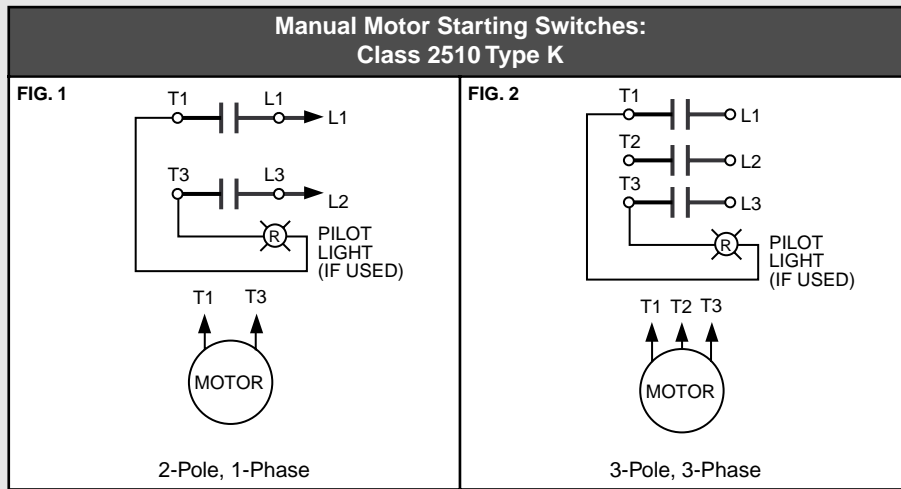 Manual Motor Starting Switches:
Class 2510 Type K
FIG. 1
T1 L1
L1
T3 L3
L2
R
PILOT
LIGHT
(IF USED)
T1 T3
MOTOR
2-Pole, 1-Phase
FIG. 2
T1
L1
T2
L2
T3
L3
R
PILOT
LIGHT
(IF USED)
T1 T2 T3
MOTOR
3-Pole, 3-Phase